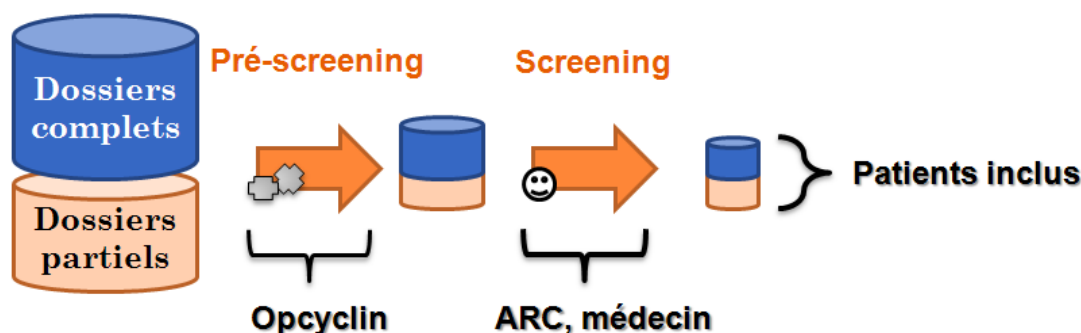 Dossiers
complets
Dossiers
partiels
Pré-screening
Opcyclin
Screening
ARC, médecin
Patients inclus